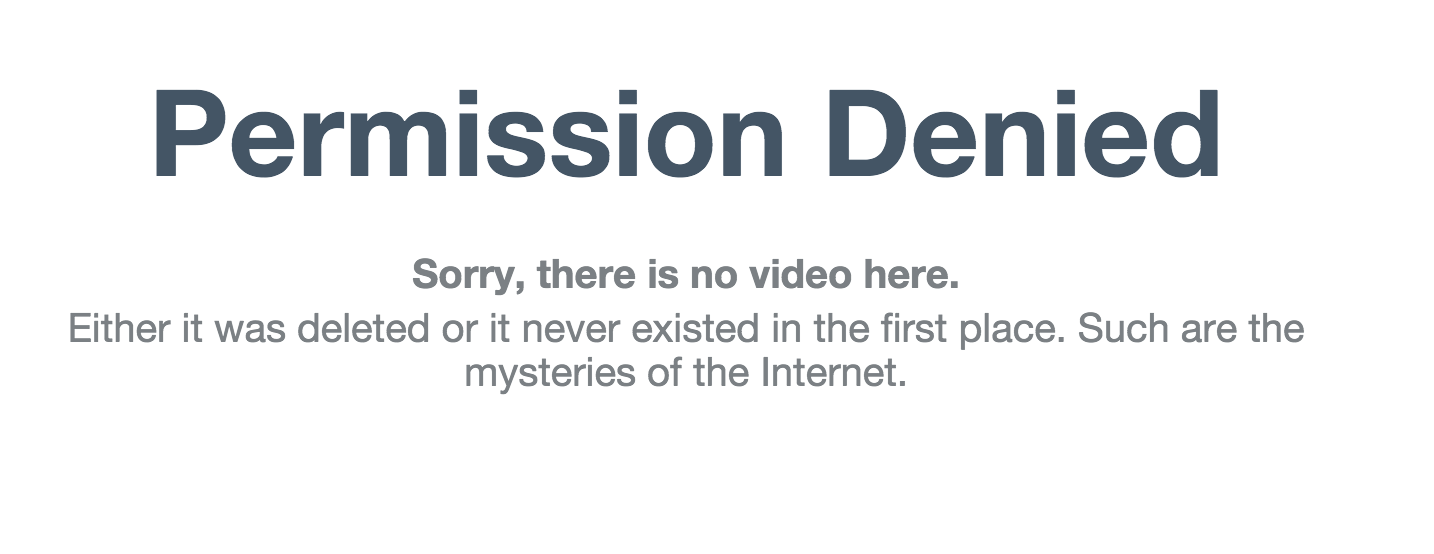 Permission Denied
Sorry, there is no video here.
Either it was deleted or it never existed in the first place. Such are the
mysteries of the Internet.